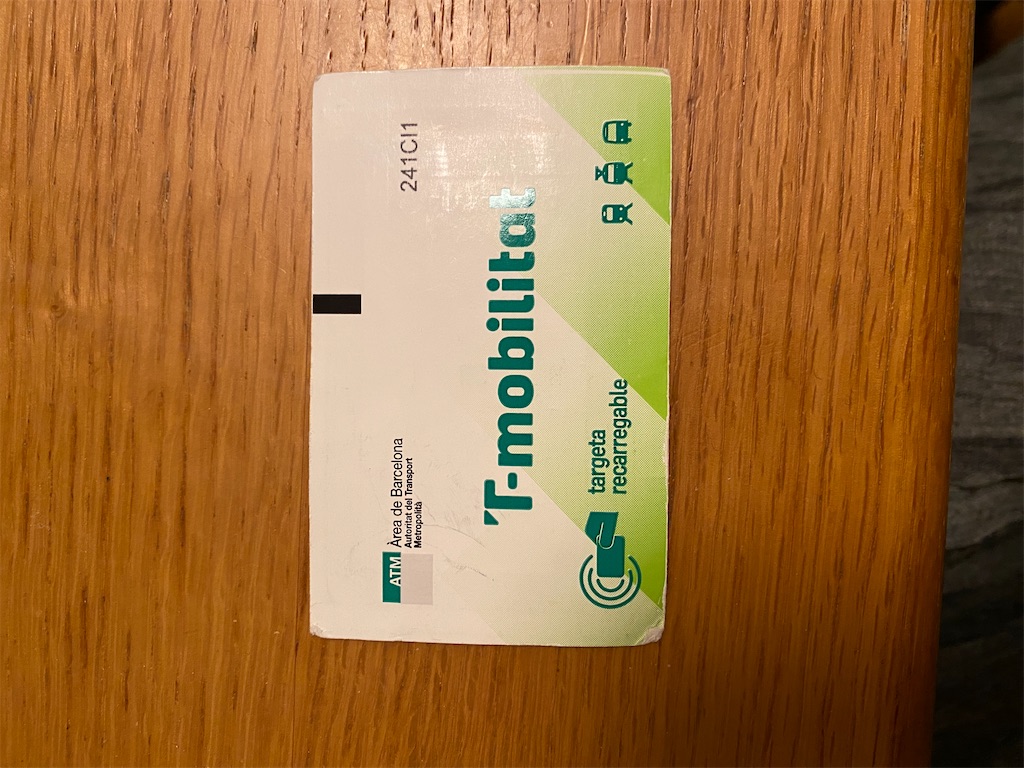 ATM
Àrea de Barcelona
Autoritat del Transport
Metropolità
241CI1
T-mobilitat
targeta
recarregable